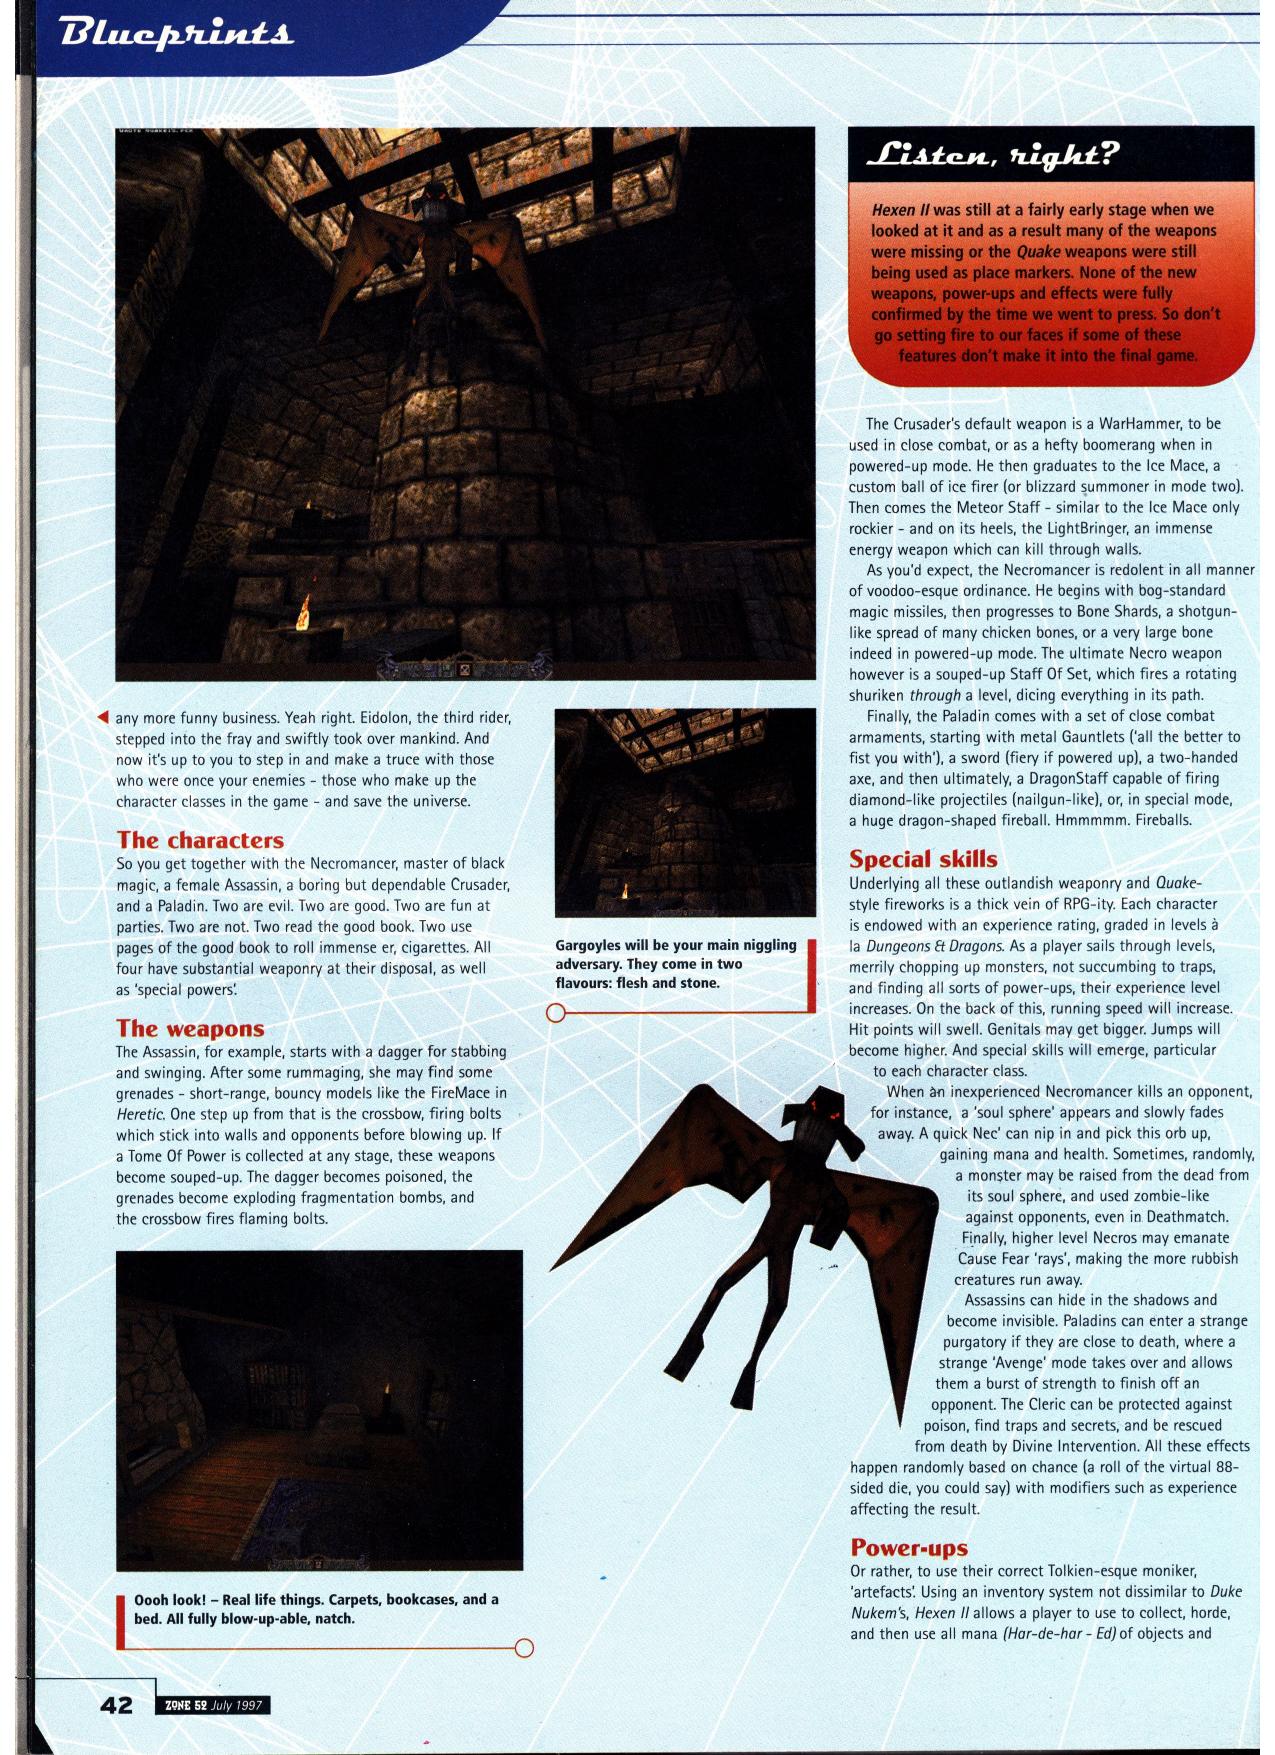 Blueprints
WROTE QUAKE15.PCX
any more funny business. Yeah right. Eidolon, the third rider,
stepped into the fray and swiftly took over mankind. And
now it's up to you to step in and make a truce with those
who were once your enemies – those who make up the
character classes in the game – and save the universe.
The characters
So you get together with the Necromancer, master of black
magic, a female Assassin, a boring but dependable Crusader,
and a Paladin. Two are evil. Two are good. Two are fun at
parties. Two are not. Two read the good book. Two use
pages of the good book to roll immense er, cigarettes. All
four have substantial weaponry at their disposal, as well
as 'special powers'.
The weapons
The Assassin, for example, starts with a dagger for stabbing
and swinging. After some rummaging, she may find some
grenades – short-range, bouncy models like the FireMace in
Heretic. One step up from that is the crossbow, firing bolts
which stick into walls and opponents before blowing up. If
a Tome Of Power is collected at any stage, these weapons
become souped-up. The dagger becomes poisoned, the
grenades become exploding fragmentation bombs, and
the crossbow fires flaming bolts.
Oooh look! – Real life things. Carpets, bookcases, and a
bed. All fully blow-up-able, natch.
Gargoyles will be your main niggling
adversary. They come in two
flavours: flesh and stone.
Listen, right?
Hexen II was still at a fairly early stage when we
looked at it and as a result many of the weapons
were missing or the Quake weapons were still
being used as place markers. None of the new
weapons, power-ups and effects were fully
confirmed by the time we went to press. So don't
go setting fire to our faces if some of these
features don't make it into the final game.
The Crusader's default weapon is a WarHammer, to be
used in close combat, or as a hefty boomerang when in
powered-up mode. He then graduates to the Ice Mace, a
custom ball of ice firer (or blizzard summoner in mode two).
Then comes the Meteor Staff – similar to the Ice Mace only
rockier – and on its heels, the LightBringer, an immense
energy weapon which can kill through walls.
As you'd expect, the Necromancer is redolent in all manner
of voodoo-esque ordinance. He begins with bog-standard
magic missiles, then progresses to Bone Shards, a shotgun-
like spread of many chicken bones, or a very large bone
indeed in powered-up mode. The ultimate Necro weapon
however is a souped-up Staff Of Set, which fires a rotating
shuriken through a level, dicing everything in its path.
Finally, the Paladin comes with a set of close combat
armaments, starting with metal Gauntlets ('all the better to
fist you with'), a sword (fiery if powered up), a two-handed
axe, and then ultimately, a DragonStaff capable of firing
diamond-like projectiles (nailgun-like), or, in special mode,
a huge dragon-shaped fireball. Hmmmmm. Fireballs.
Special skills
Underlying all these outlandish weaponry and Quake-
style fireworks is a thick vein of RPG-ity. Each character
is endowed with an experience rating, graded in levels à
la Dungeons & Dragons. As a player sails through levels,
merrily chopping up monsters, not succumbing to traps,
and finding all sorts of power-ups, their experience level
increases. On the back of this, running speed will increase.
Hit points will swell. Genitals may get bigger. Jumps will
become higher. And special skills will emerge, particular
to each character class.
When an inexperienced Necromancer kills an opponent,
for instance, a 'soul sphere' appears and slowly fades
away. A quick Nec' can nip in and pick this orb up,
gaining mana and health. Sometimes, randomly,
a monster may be raised from the dead from
its soul sphere, and used zombie-like
against opponents, even in Deathmatch.
Finally, higher level Necros may emanate
Cause Fear 'rays', making the more rubbish
creatures run away.
Assassins can hide in the shadows and
become invisible. Paladins can enter a strange
purgatory if they are close to death, where a
strange 'Avenge' mode takes over and allows
them a burst of strength to finish off an
opponent. The Cleric can be protected against
poison, find traps and secrets, and be rescued
from death by Divine Intervention. All these effects
happen randomly based on chance (a roll of the virtual 88-
sided die, you could say) with modifiers such as experience
affecting the result.
Power-ups
Or rather, to use their correct Tolkien-esque moniker,
'artefacts'. Using an inventory system not dissimilar to Duke
Nukem's, Hexen II allows a player to use to collect, horde,
and then use all mana (Har-de-har – Ed) of objects and
42
ZONE 52 July 1997